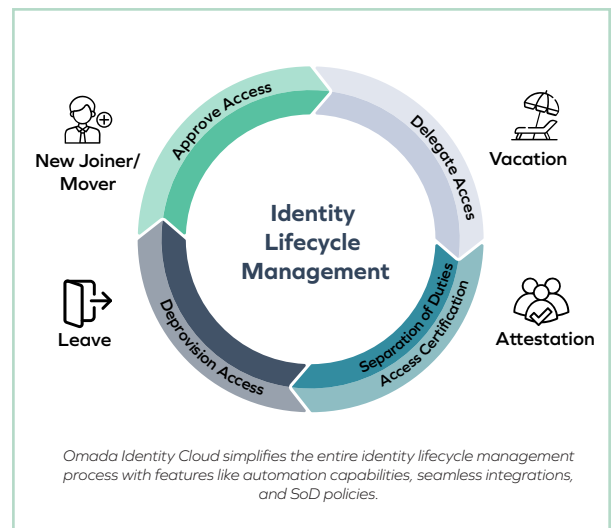 Approve Access
Delegate Acces
New Joiner/
Mover
Vacation
Identity
Lifecycle
Management
Leave
Deprovision Access
Separation of Duties
Access Certification
Attestation
Omada Identity Cloud simplifies the entire identity lifecycle management
process with features like automation capabilities, seamless integrations,
and SoD policies.